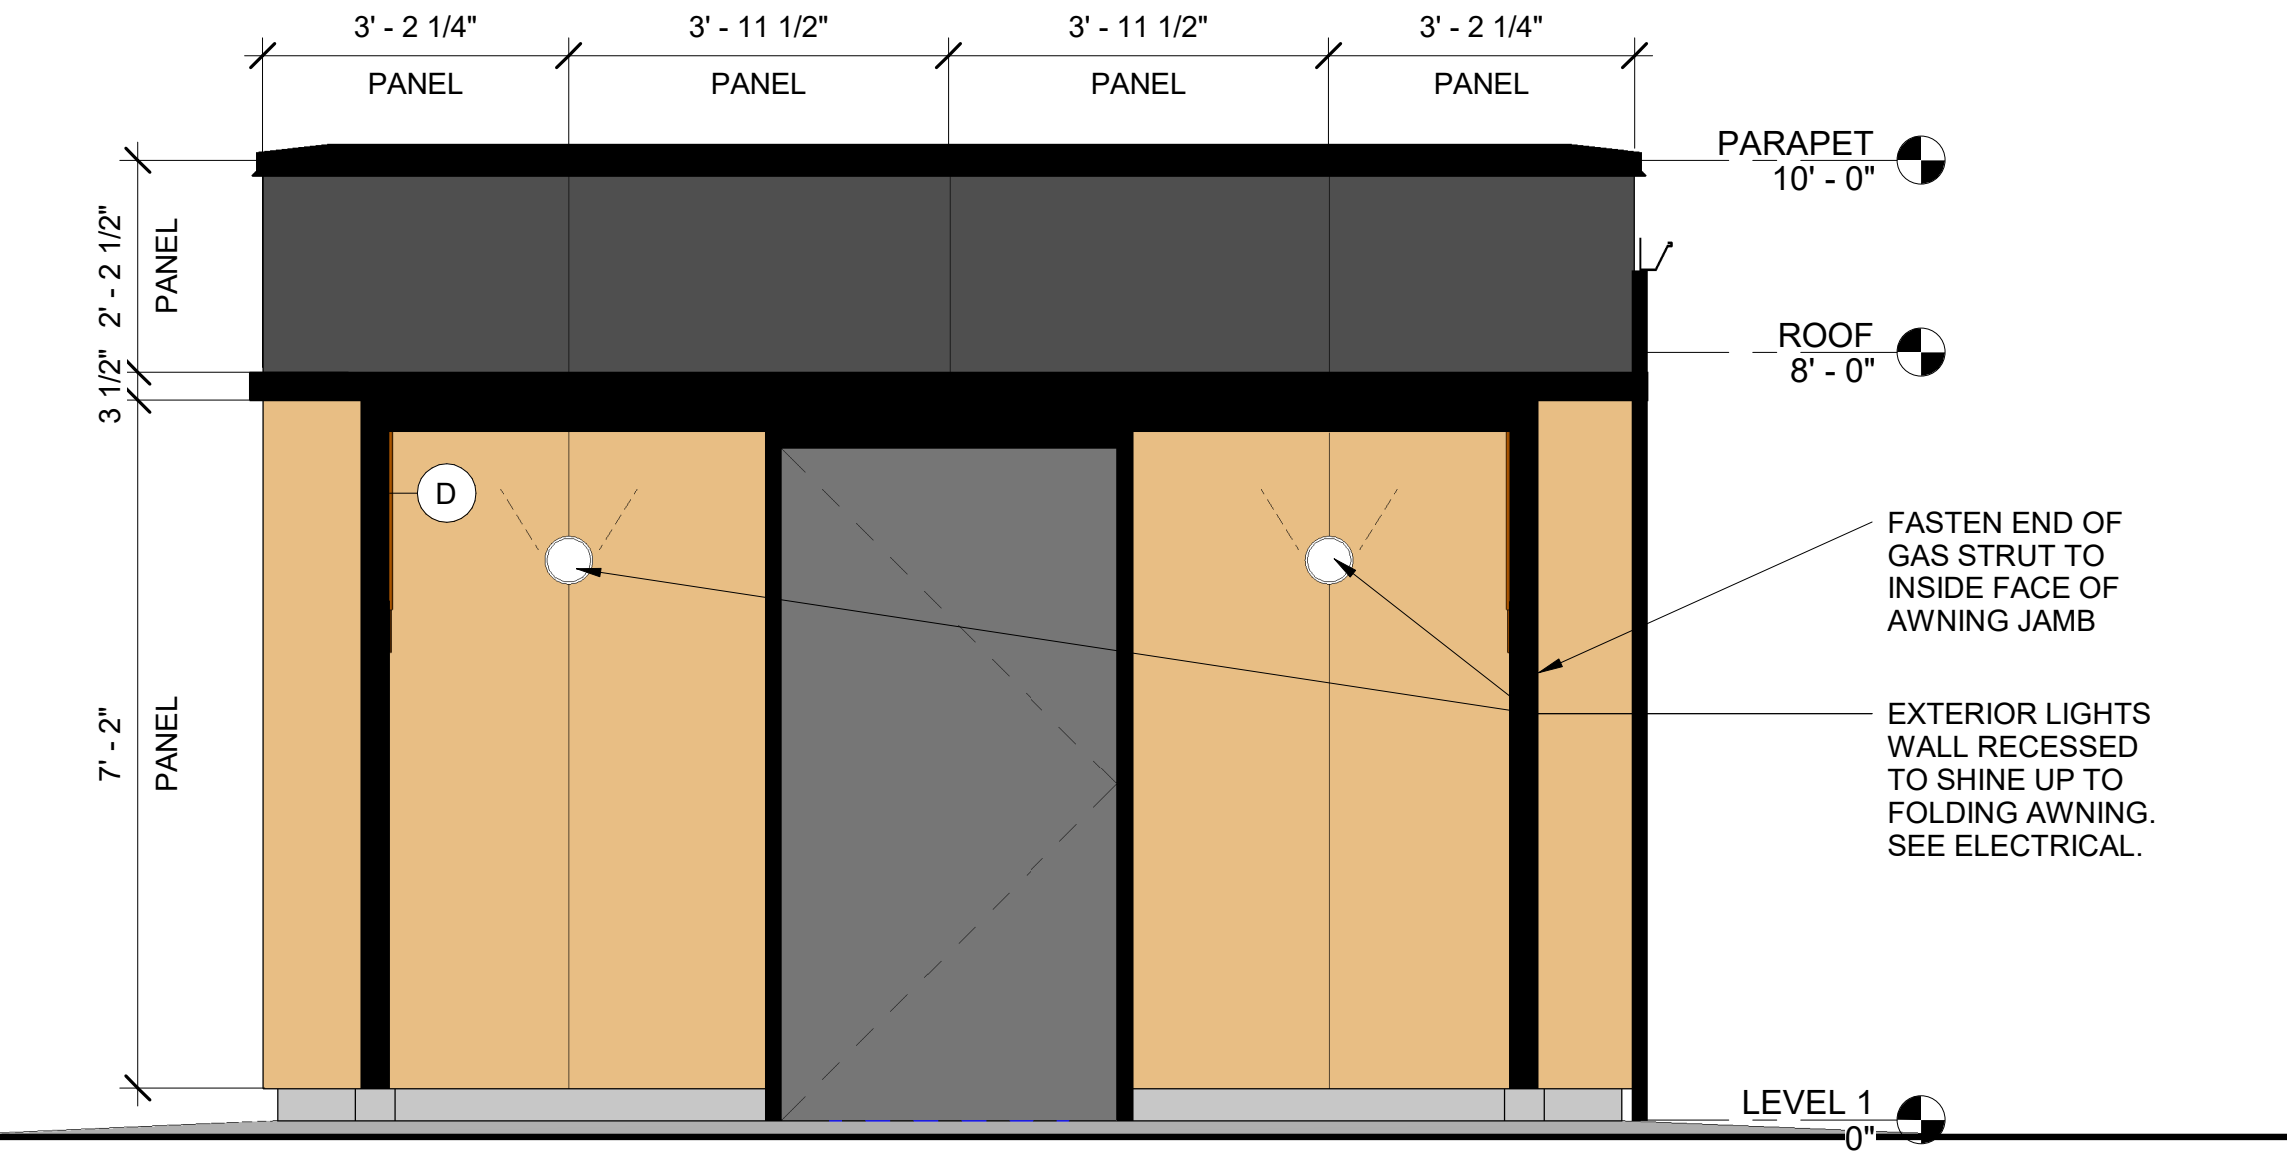 3' - 2 1/4" 3' - 11 1/2" 3' - 11 1/2" 3' - 2 1/4"
PANEL PANEL PANEL PANEL
PARAPET
10' - 0"
2' - 2 1/2"
PANEL
ROOF
8' - 0"
3 1/2"
D
FASTEN END OF
GAS STRUT TO
INSIDE FACE OF
AWNING JAMB
7' - 2"
PANEL
EXTERIOR LIGHTS
WALL RECESSED
TO SHINE UP TO
FOLDING AWNING.
SEE ELECTRICAL.
LEVEL 1
0"